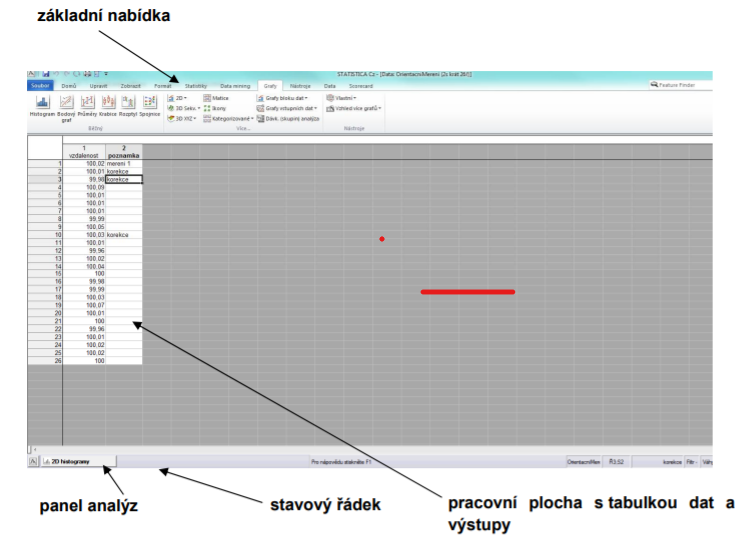 základní nabídka
STATISTICA Cz - [Data: OrientacniMereni (2s krát 26ř)]
Soubor Domů Upravit Zobrazit Formát Statistiky Data mining Grafy Nástroje Data Scorecard Feature Finder
2D Matice Grafy bloku dat Vlastní
3D Sekv. Ikony Grafy vstupních dat Vzhled více grafů
3D XYZ Kategorizované Dávk. (skupin) analýza
Histogram Bodový graf Průměry Krabice Rozptyl Spojnice
Běžný Více... Nástroje
1 2
vzdalenost poznamka
1 100,02 mereni 1
2 100,01 korekce
3 99,98 korekce
4 100,09
5 100,01
6 100,01
7 100,01
8 99,99
9 100,05
10 100,03 korekce
11 100,01
12 99,96
13 100,02
14 100,04
15 100
16 99,98
17 99,99
18 100,03
19 100,07
20 100,01
21 100
22 99,96
23 100,01
24 100,02
25 100,02
26 100
2D histogramy Pro nápovědu stiskněte F1 OrientacniMeren Ř3,S2 korekce Filtr - Váhy
panel analýz
stavový řádek
pracovní plocha s tabulkou dat a
výstupy